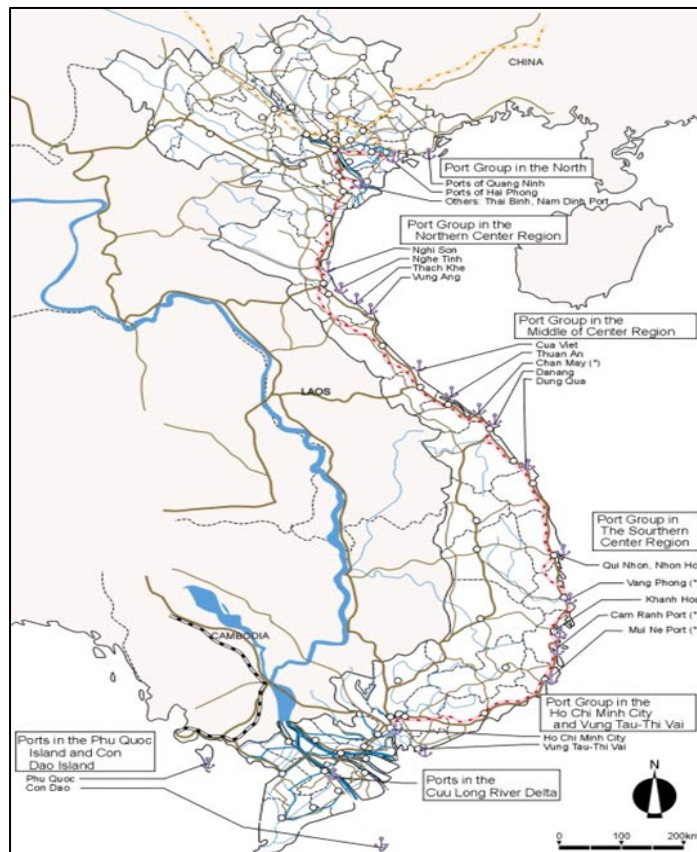 CHINA
Port Group in the North
Ports of Quang Ninh
Ports of Hai Phong
Others: Thai Binh, Nam Dinh Port
Port Group in the
Northern Center Region
Nghi Son
Nghe Tinh
Thach Khe
Vung Ang
Port Group in the
Middle of Center Region
Cua Viet
Thuan An
Chan May (*)
Danang
Dung Qua
LAOS
Port Group in
The Sourthern
Center Region
Qui Nhon, Nhon Ho
Vang Phong (*
Khanh Hoa
Cam Ranh Port (*
Mui Ne Port (*
CAMBODIA
Port Group in the
Ho Chi Minh City
and Vung Tau-Thi Vai
Ho Chi Minh City
Vung Tau-Thi Vai
Ports in the Phu Quoc
Island and Con
Dao Island
Phu Quoc
Con Dao
Ports in the
Cuu Long River Delta
N
0 100 200km